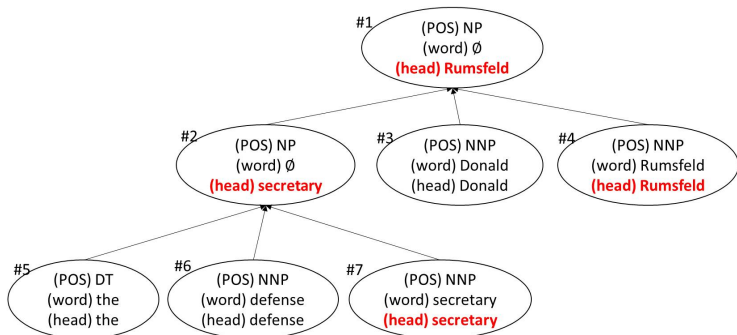 #1
(POS) NP
(word) Ø
(head) Rumsfeld
#2
(POS) NP
(word) Ø
(head) secretary
#3
(POS) NNP
(word) Donald
(head) Donald
#4
(POS) NNP
(word) Rumsfeld
(head) Rumsfeld
#5
(POS) DT
(word) the
(head) the
#6
(POS) NNP
(word) defense
(head) defense
#7
(POS) NNP
(word) secretary
(head) secretary